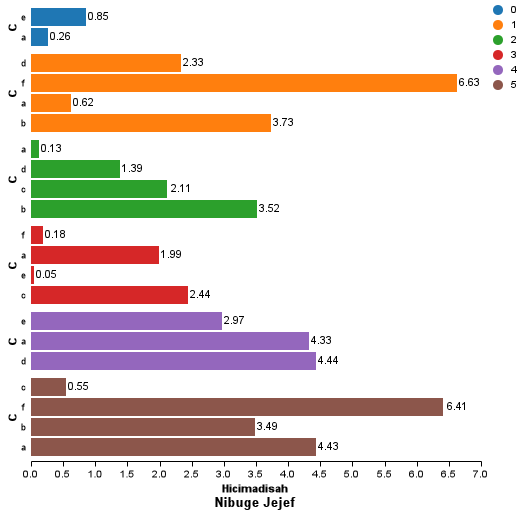 e 0.85
a 0.26
C
d 2.33
f 6.63
a 0.62
b 3.73
C
a 0.13
d 1.39
c 2.11
b 3.52
C
f 0.18
a 1.99
e 0.05
c 2.44
C
e 2.97
a 4.33
d 4.44
C
c 0.55
f 6.41
b 3.49
a 4.43
C
0.0 0.5 1.0 1.5 2.0 2.5 3.0 3.5 4.0 4.5 5.0 5.5 6.0 6.5 7.0
Hicimadisah
Nibuge Jejef
0
1
2
3
4
5